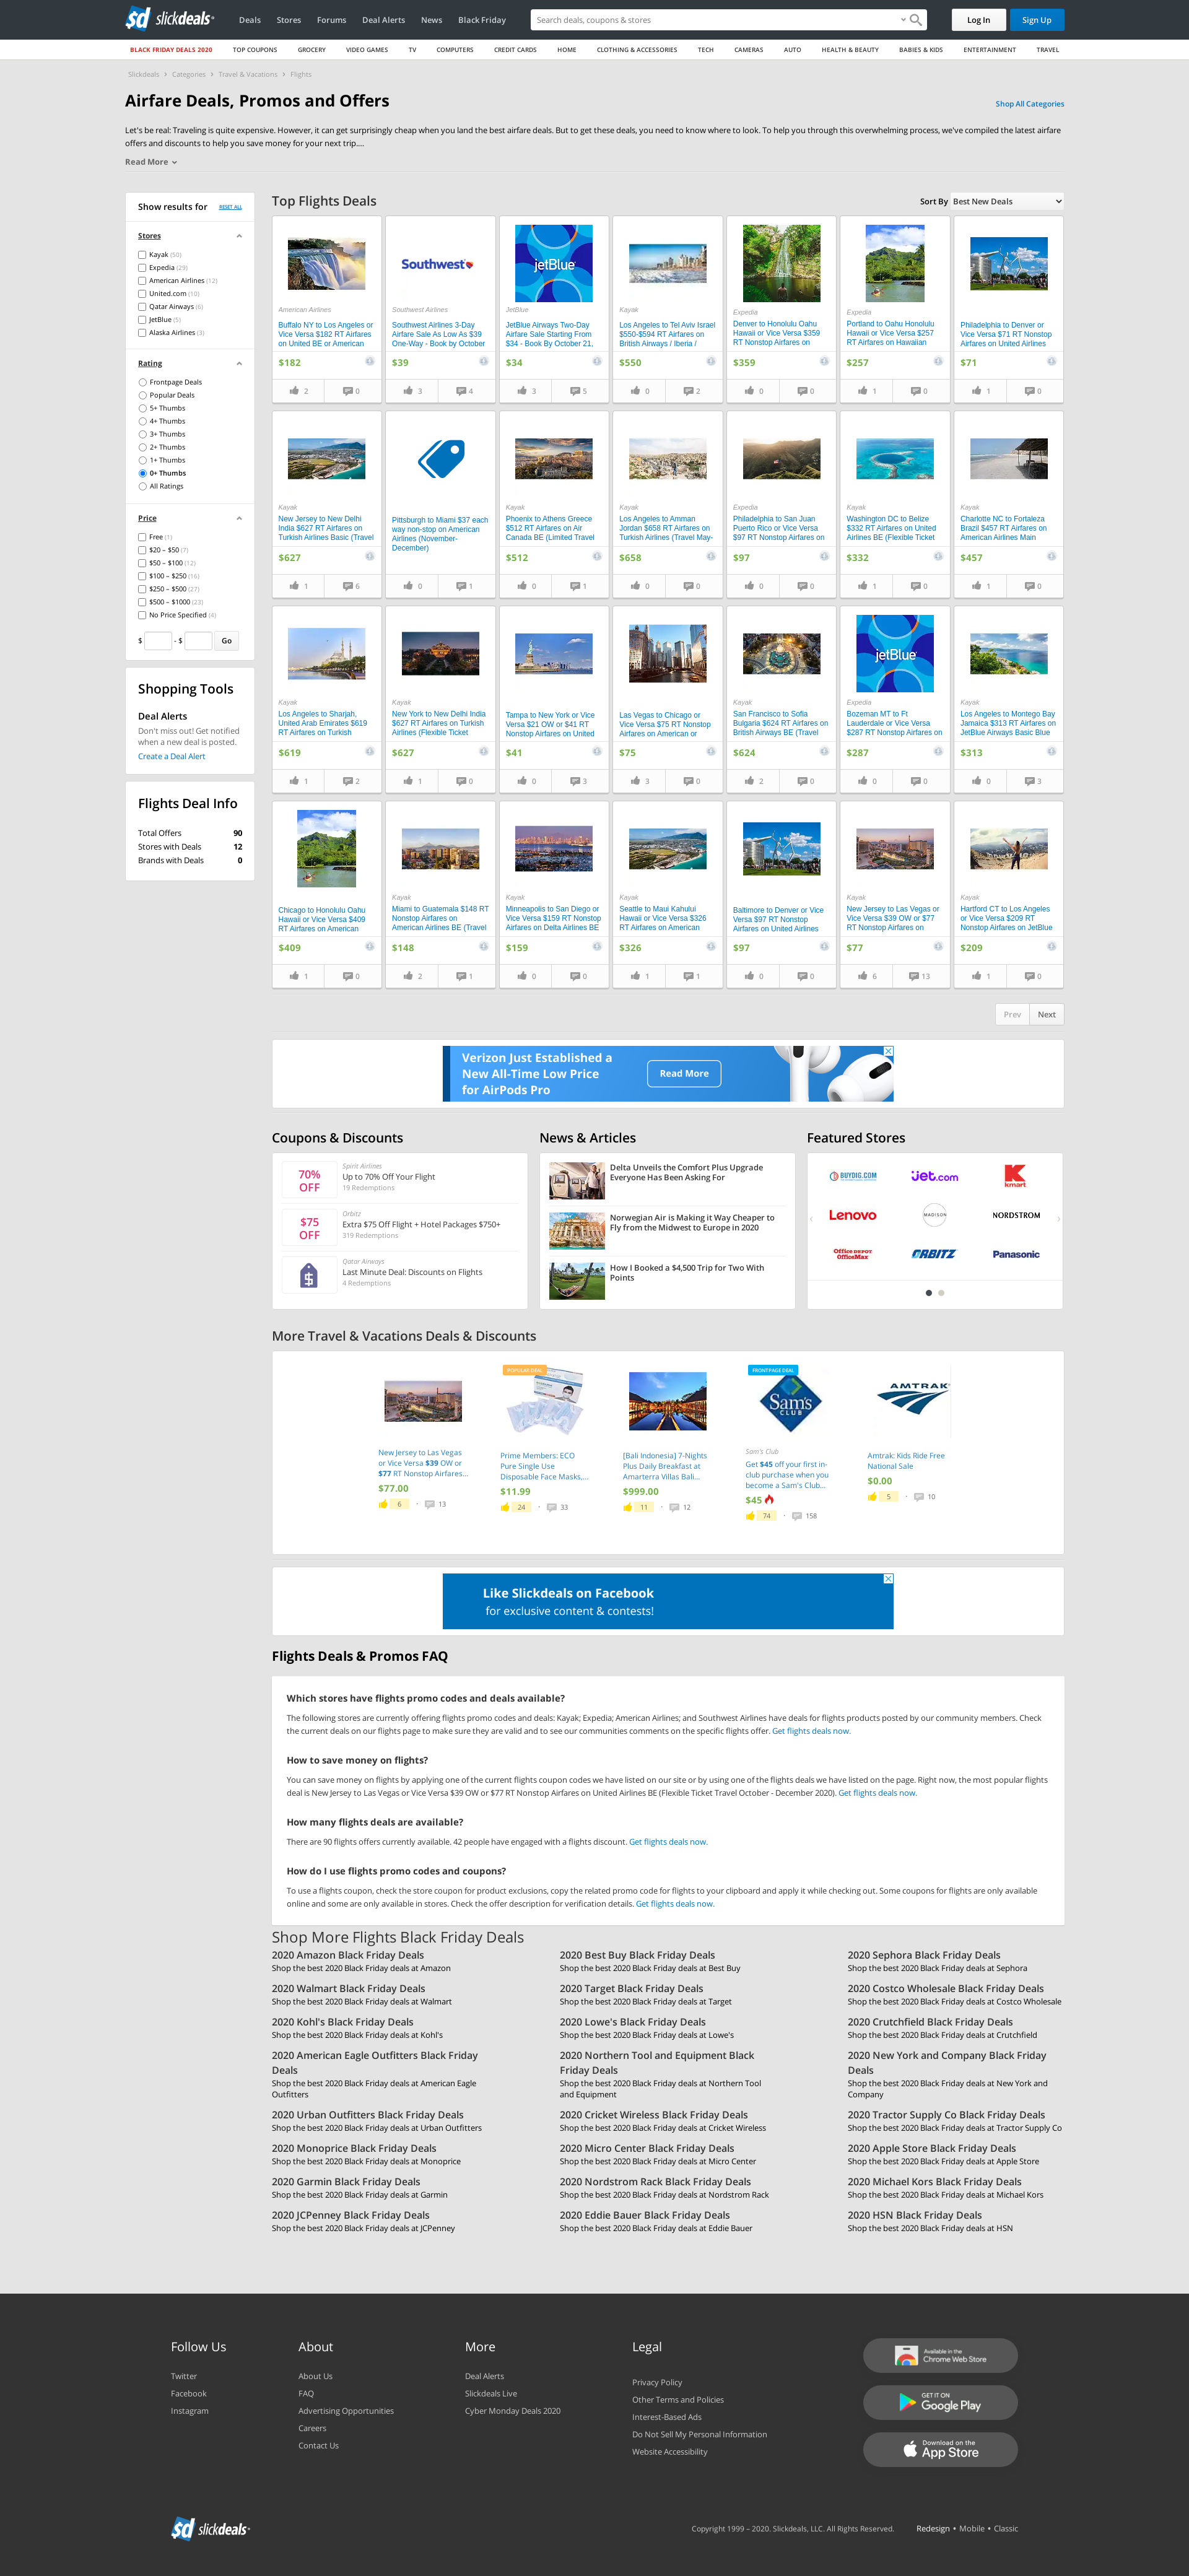 slickdeals
Deals
Stores
Forums
Deal Alerts
News
Black Friday
Search deals, coupons & stores
Log In
Sign Up
BLACK FRIDAY DEALS 2020
TOP COUPONS
GROCERY
VIDEO GAMES
TV
COMPUTERS
CREDIT CARDS
HOME
CLOTHING & ACCESSORIES
TECH
CAMERAS
AUTO
HEALTH & BEAUTY
BABIES & KIDS
ENTERTAINMENT
TRAVEL
Slickdeals › Categories › Travel & Vacations › Flights
Airfare Deals, Promos and Offers
Shop All Categories
Let's be real: Traveling is quite expensive. However, it can get surprisingly cheap when you land the best airfare deals. But to get these deals, you need to know where to look. To help you through this overwhelming process, we've compiled the latest airfare
offers and discounts to help you save money for your next trip....
Read More
Show results for
RESET ALL
Stores
Kayak (50)
Expedia (29)
American Airlines (12)
United.com (10)
Qatar Airways (6)
JetBlue (5)
Alaska Airlines (3)
Rating
Frontpage Deals
Popular Deals
5+ Thumbs
4+ Thumbs
3+ Thumbs
2+ Thumbs
1+ Thumbs
0+ Thumbs
All Ratings
Price
Free (1)
$20 – $50 (7)
$50 – $100 (12)
$100 – $250 (16)
$250 – $500 (27)
$500 – $1000 (23)
No Price Specified (4)
$ - $ Go
Shopping Tools
Deal Alerts
Don't miss out! Get notified
when a new deal is posted.
Create a Deal Alert
Flights Deal Info
Total Offers 90
Stores with Deals 12
Brands with Deals 0
Top Flights Deals
Sort By Best New Deals
American Airlines
Buffalo NY to Los Angeles or
Vice Versa $182 RT Airfares
on United BE or American
$182
2 0
Southwest
Southwest Airlines
Southwest Airlines 3-Day
Airfare Sale As Low As $39
One-Way - Book by October
$39
3 4
jetBlue
JetBlue
JetBlue Airways Two-Day
Airfare Sale Starting From
$34 - Book By October 21,
$34
3 5
Kayak
Los Angeles to Tel Aviv Israel
$550-$594 RT Airfares on
British Airways / Iberia /
$550
0 2
Expedia
Denver to Honolulu Oahu
Hawaii or Vice Versa $359
RT Nonstop Airfares on
$359
0 0
Expedia
Portland to Oahu Honolulu
Hawaii or Vice Versa $257
RT Airfares on Hawaiian
$257
1 0
Philadelphia to Denver or
Vice Versa $71 RT Nonstop
Airfares on United Airlines
$71
1 0
Kayak
New Jersey to New Delhi
India $627 RT Airfares on
Turkish Airlines Basic (Travel
$627
1 6
Pittsburgh to Miami $37 each
way non-stop on American
Airlines (November-
December)
0 1
Kayak
Phoenix to Athens Greece
$512 RT Airfares on Air
Canada BE (Limited Travel
$512
0 1
Kayak
Los Angeles to Amman
Jordan $658 RT Airfares on
Turkish Airlines (Travel May-
$658
0 0
Expedia
Philadelphia to San Juan
Puerto Rico or Vice Versa
$97 RT Nonstop Airfares on
$97
0 0
Kayak
Washington DC to Belize
$332 RT Airfares on United
Airlines BE (Flexible Ticket
$332
1 0
Kayak
Charlotte NC to Fortaleza
Brazil $457 RT Airfares on
American Airlines Main
$457
1 0
Kayak
Los Angeles to Sharjah,
United Arab Emirates $619
RT Airfares on Turkish
$619
1 2
Kayak
New York to New Delhi India
$627 RT Airfares on Turkish
Airlines (Flexible Ticket
$627
1 0
Tampa to New York or Vice
Versa $21 OW or $41 RT
Nonstop Airfares on United
$41
0 3
Las Vegas to Chicago or
Vice Versa $75 RT Nonstop
Airfares on American or
$75
3 0
Kayak
San Francisco to Sofia
Bulgaria $624 RT Airfares on
British Airways BE (Travel
$624
2 0
jetBlue
Expedia
Bozeman MT to Ft
Lauderdale or Vice Versa
$287 RT Nonstop Airfares on
$287
0 0
Kayak
Los Angeles to Montego Bay
Jamaica $313 RT Airfares on
JetBlue Airways Basic Blue
$313
0 3
Chicago to Honolulu Oahu
Hawaii or Vice Versa $409
RT Airfares on American
$409
1 0
Kayak
Miami to Guatemala $148 RT
Nonstop Airfares on
American Airlines BE (Travel
$148
2 1
Kayak
Minneapolis to San Diego or
Vice Versa $159 RT Nonstop
Airfares on Delta Airlines BE
$159
0 0
Kayak
Seattle to Maui Kahului
Hawaii or Vice Versa $326
RT Airfares on American
$326
1 1
Baltimore to Denver or Vice
Versa $97 RT Nonstop
Airfares on United Airlines
$97
0 0
Kayak
New Jersey to Las Vegas or
Vice Versa $39 OW or $77
RT Nonstop Airfares on
$77
6 13
Kayak
Hartford CT to Los Angeles
or Vice Versa $209 RT
Nonstop Airfares on JetBlue
$209
1 0
Prev Next
Verizon Just Established a
New All-Time Low Price
for AirPods Pro
Read More
Coupons & Discounts
70%
OFF
Spirit Airlines
Up to 70% Off Your Flight
19 Redemptions
$75
OFF
Orbitz
Extra $75 Off Flight + Hotel Packages $750+
319 Redemptions
Qatar Airways
Last Minute Deal: Discounts on Flights
4 Redemptions
News & Articles
Delta Unveils the Comfort Plus Upgrade
Everyone Has Been Asking For
Norwegian Air is Making it Way Cheaper to
Fly from the Midwest to Europe in 2020
How I Booked a $4,500 Trip for Two With
Points
Featured Stores
BUYDIG.COM
jet.com
kmart
Lenovo
MADISON
NORDSTROM
Office DEPOT
OfficeMax
ORBITZ
Panasonic
More Travel & Vacations Deals & Discounts
New Jersey to Las Vegas
or Vice Versa $39 OW or
$77 RT Nonstop Airfares...
$77.00
6 13
POPULAR DEAL
Prime Members: ECO
Pure Single Use
Disposable Face Masks,...
$11.99
24 33
[Bali Indonesia] 7-Nights
Plus Daily Breakfast at
Amarterra Villas Bali...
$999.00
11 12
FRONTPAGE DEAL
Sam's
CLUB
Sam's Club
Get $45 off your first in-
club purchase when you
become a Sam's Club...
$45
74 158
AMTRAK
Amtrak: Kids Ride Free
National Sale
$0.00
5 10
Like Slickdeals on Facebook
for exclusive content & contests!
Flights Deals & Promos FAQ
Which stores have flights promo codes and deals available?
The following stores are currently offering flights promo codes and deals: Kayak; Expedia; American Airlines; and Southwest Airlines have deals for flights products posted by our community members. Check
the current deals on our flights page to make sure they are valid and to see our communities comments on the specific flights offer. Get flights deals now.
How to save money on flights?
You can save money on flights by applying one of the current flights coupon codes we have listed on our site or by using one of the flights deals we have listed on the page. Right now, the most popular flights
deal is New Jersey to Las Vegas or Vice Versa $39 OW or $77 RT Nonstop Airfares on United Airlines BE (Flexible Ticket Travel October - December 2020). Get flights deals now.
How many flights deals are available?
There are 90 flights offers currently available. 42 people have engaged with a flights discount. Get flights deals now.
How do I use flights promo codes and coupons?
To use a flights coupon, check the store coupon for product exclusions, copy the related promo code for flights to your clipboard and apply it while checking out. Some coupons for flights are only available
online and some are only available in stores. Check the offer description for verification details. Get flights deals now.
Shop More Flights Black Friday Deals
2020 Amazon Black Friday Deals
Shop the best 2020 Black Friday deals at Amazon
2020 Best Buy Black Friday Deals
Shop the best 2020 Black Friday deals at Best Buy
2020 Sephora Black Friday Deals
Shop the best 2020 Black Friday deals at Sephora
2020 Walmart Black Friday Deals
Shop the best 2020 Black Friday deals at Walmart
2020 Target Black Friday Deals
Shop the best 2020 Black Friday deals at Target
2020 Costco Wholesale Black Friday Deals
Shop the best 2020 Black Friday deals at Costco Wholesale
2020 Kohl's Black Friday Deals
Shop the best 2020 Black Friday deals at Kohl's
2020 Lowe's Black Friday Deals
Shop the best 2020 Black Friday deals at Lowe's
2020 Crutchfield Black Friday Deals
Shop the best 2020 Black Friday deals at Crutchfield
2020 American Eagle Outfitters Black Friday
Deals
Shop the best 2020 Black Friday deals at American Eagle
Outfitters
2020 Northern Tool and Equipment Black
Friday Deals
Shop the best 2020 Black Friday deals at Northern Tool
and Equipment
2020 New York and Company Black Friday
Deals
Shop the best 2020 Black Friday deals at New York and
Company
2020 Urban Outfitters Black Friday Deals
Shop the best 2020 Black Friday deals at Urban Outfitters
2020 Cricket Wireless Black Friday Deals
Shop the best 2020 Black Friday deals at Cricket Wireless
2020 Tractor Supply Co Black Friday Deals
Shop the best 2020 Black Friday deals at Tractor Supply Co
2020 Monoprice Black Friday Deals
Shop the best 2020 Black Friday deals at Monoprice
2020 Micro Center Black Friday Deals
Shop the best 2020 Black Friday deals at Micro Center
2020 Apple Store Black Friday Deals
Shop the best 2020 Black Friday deals at Apple Store
2020 Garmin Black Friday Deals
Shop the best 2020 Black Friday deals at Garmin
2020 Nordstrom Rack Black Friday Deals
Shop the best 2020 Black Friday deals at Nordstrom Rack
2020 Michael Kors Black Friday Deals
Shop the best 2020 Black Friday deals at Michael Kors
2020 JCPenney Black Friday Deals
Shop the best 2020 Black Friday deals at JCPenney
2020 Eddie Bauer Black Friday Deals
Shop the best 2020 Black Friday deals at Eddie Bauer
2020 HSN Black Friday Deals
Shop the best 2020 Black Friday deals at HSN
Follow Us
Twitter
Facebook
Instagram
About
About Us
FAQ
Advertising Opportunities
Careers
Contact Us
More
Deal Alerts
Slickdeals Live
Cyber Monday Deals 2020
Legal
Privacy Policy
Other Terms and Policies
Interest-Based Ads
Do Not Sell My Personal Information
Website Accessibility
Available in the
Chrome Web Store
GET IT ON
Google Play
Download on the
App Store
slickdeals
Copyright 1999 – 2020. Slickdeals, LLC. All Rights Reserved.
Redesign • Mobile • Classic